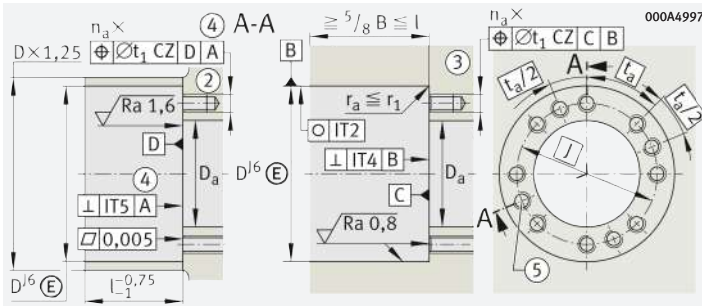 nₐ×
④ A-A
⌖ ∅t₁ CZ D A
D×1,25
②
Ra 1,6
D
④
⊥ IT5 A
⏥ 0,005
Dₐ
D^J6 Ⓔ
l −0,75 −1
≧ 5/8 B ≦ l
B
③
rₐ ≦ r₁
○ IT2
⊥ IT4 B
D^J6 Ⓔ
C
Dₐ
Ra 0,8
nₐ×
000A4997
⌖ ∅t₁ CZ C B
A
tₐ/2
tₐ
tₐ/2
J
A
⑤